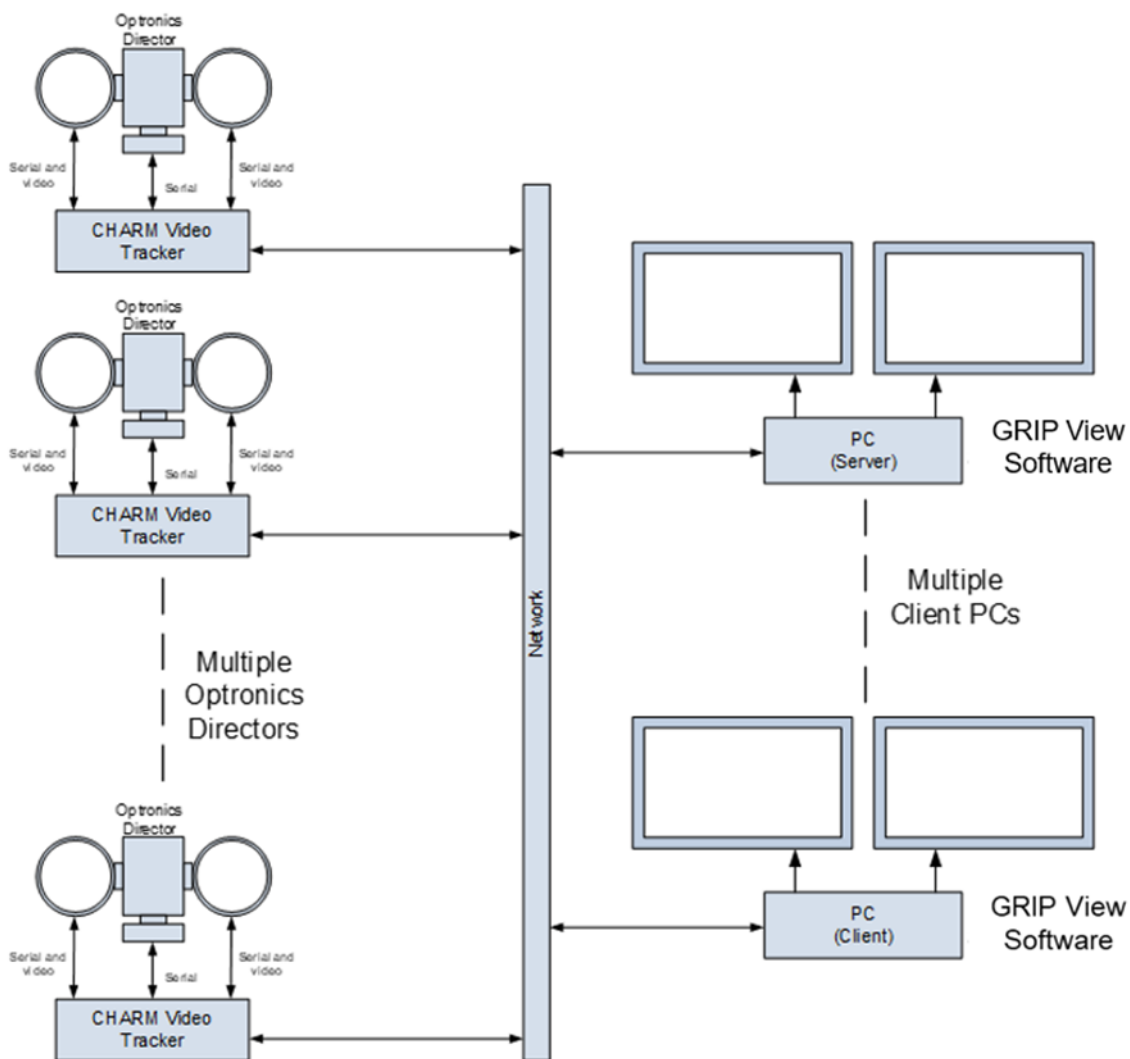 Optronics
Director
Serial and
video
Serial
Serial and
video
CHARM Video
Tracker
Optronics
Director
Serial and
video
Serial
Serial and
video
CHARM Video
Tracker
Multiple
Optronics
Directors
Optronics
Director
Serial and
video
Serial
Serial and
video
CHARM Video
Tracker
Network
PC
(Server)
GRIP View
Software
Multiple
Client PCs
PC
(Client)
GRIP View
Software